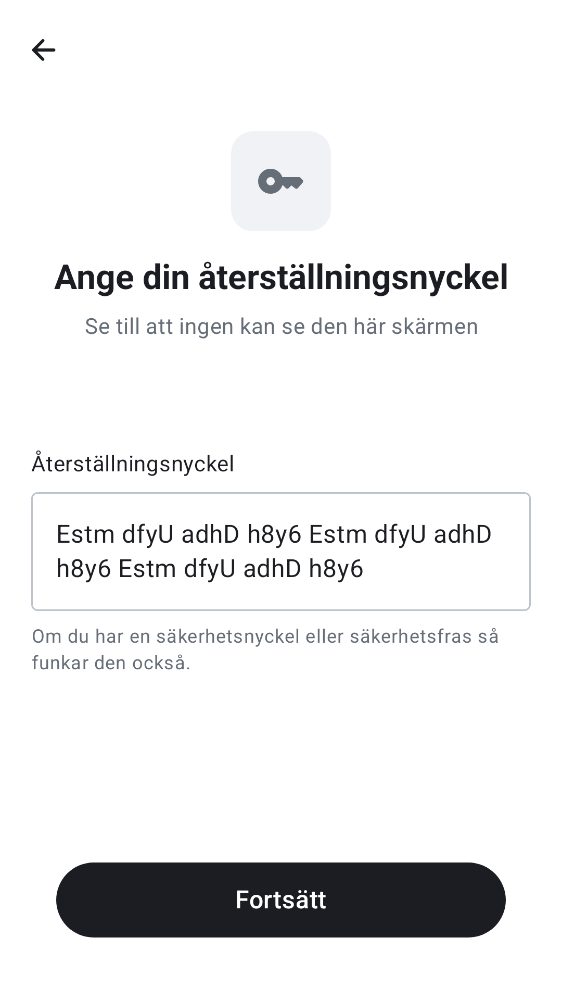 Ange din återställningsnyckel
Se till att ingen kan se den här skärmen
Återställningsnyckel
Estm dfyU adhD h8y6 Estm dfyU adhD
h8y6 Estm dfyU adhD h8y6
Om du har en säkerhetsnyckel eller säkerhetsfras så
funkar den också.
Fortsätt